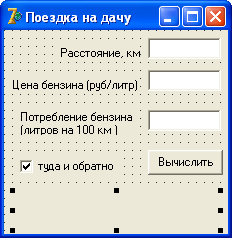 Поездка на дачу
Расстояние, км
Цена бензина (руб/литр)
Потребление бензина
(литров на 100 км )
туда и обратно
Вычислить